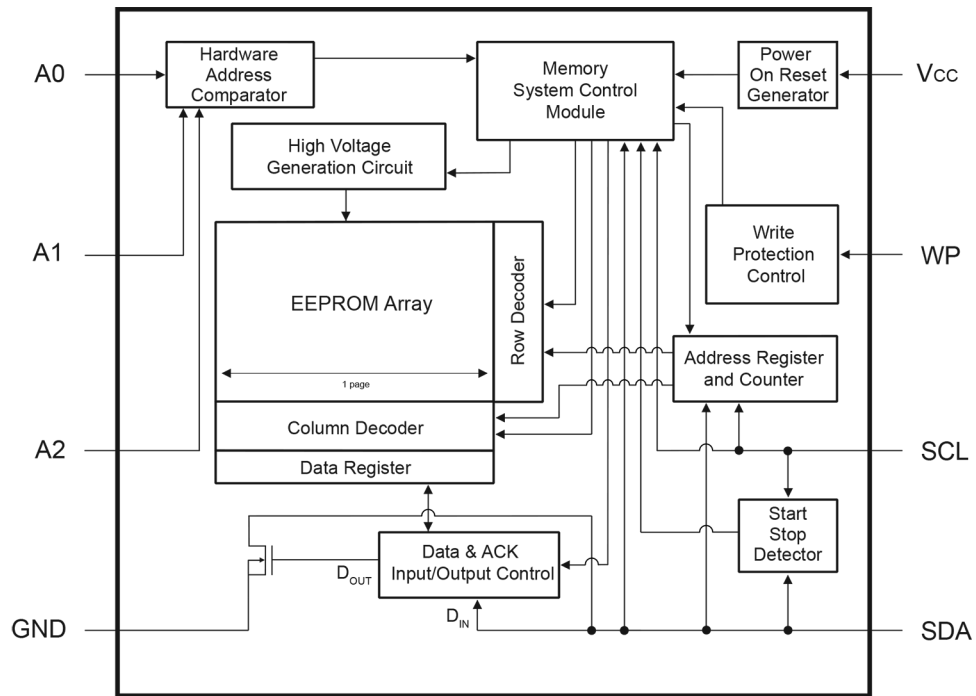 A0
Hardware
Address
Comparator
Memory
System Control
Module
Power
On Reset
Generator
VCC
High Voltage
Generation Circuit
A1
EEPROM Array
1 page
Row Decoder
Write
Protection
Control
WP
Address Register
and Counter
Column Decoder
A2
SCL
Data Register
Start
Stop
Detector
Data & ACK
Input/Output Control
DOUT
DIN
GND
SDA